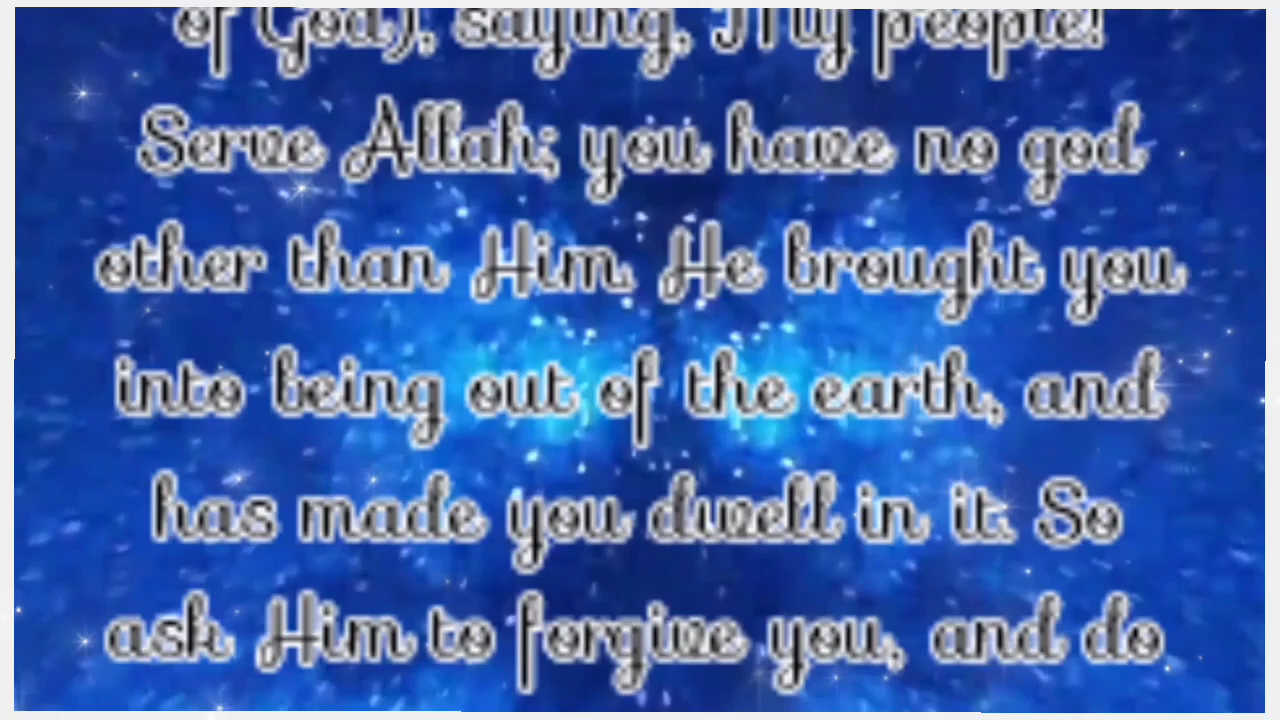 of God), saying, My people!
Serve Allah; you have no god
other than Him. He brought you
into being out of the earth, and
has made you dwell in it. So
ask Him to forgive you, and do